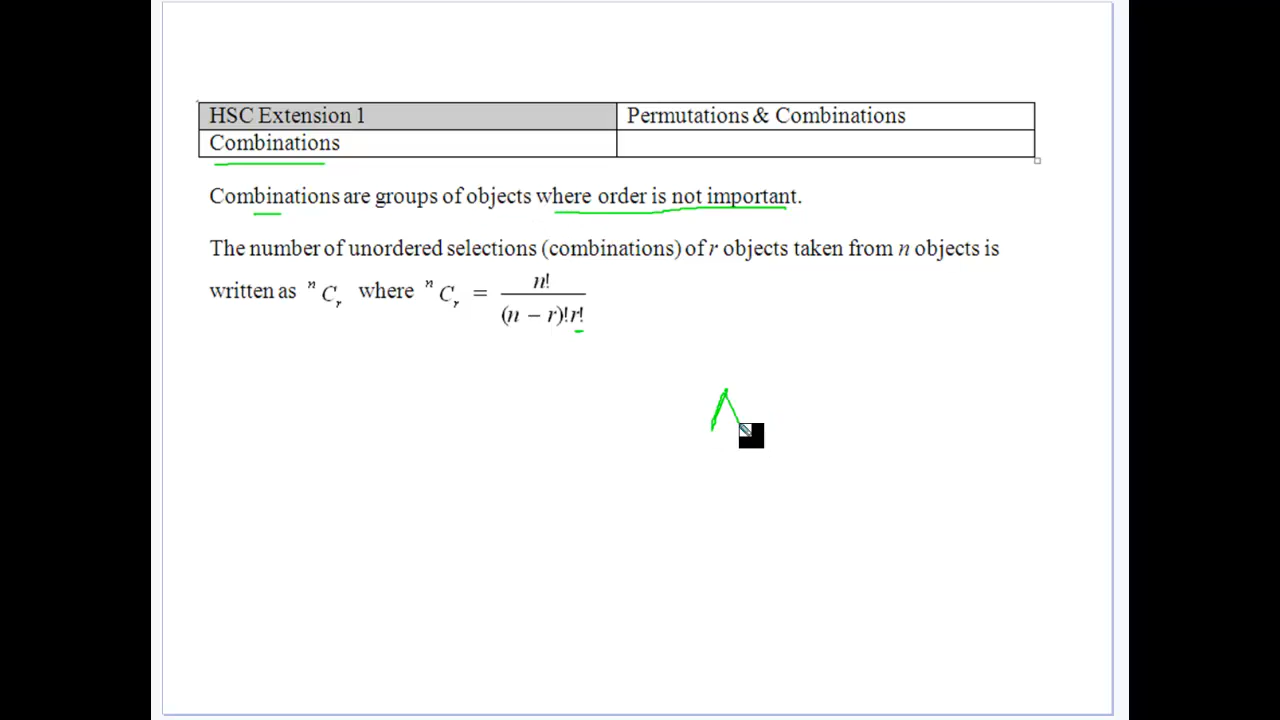 HSC Extension 1 Permutations & Combinations
Combinations
Combinations are groups of objects where order is not important.
The number of unordered selections (combinations) of r objects taken from n objects is
written as ⁿCᵣ where ⁿCᵣ = n! / (n − r)!r!